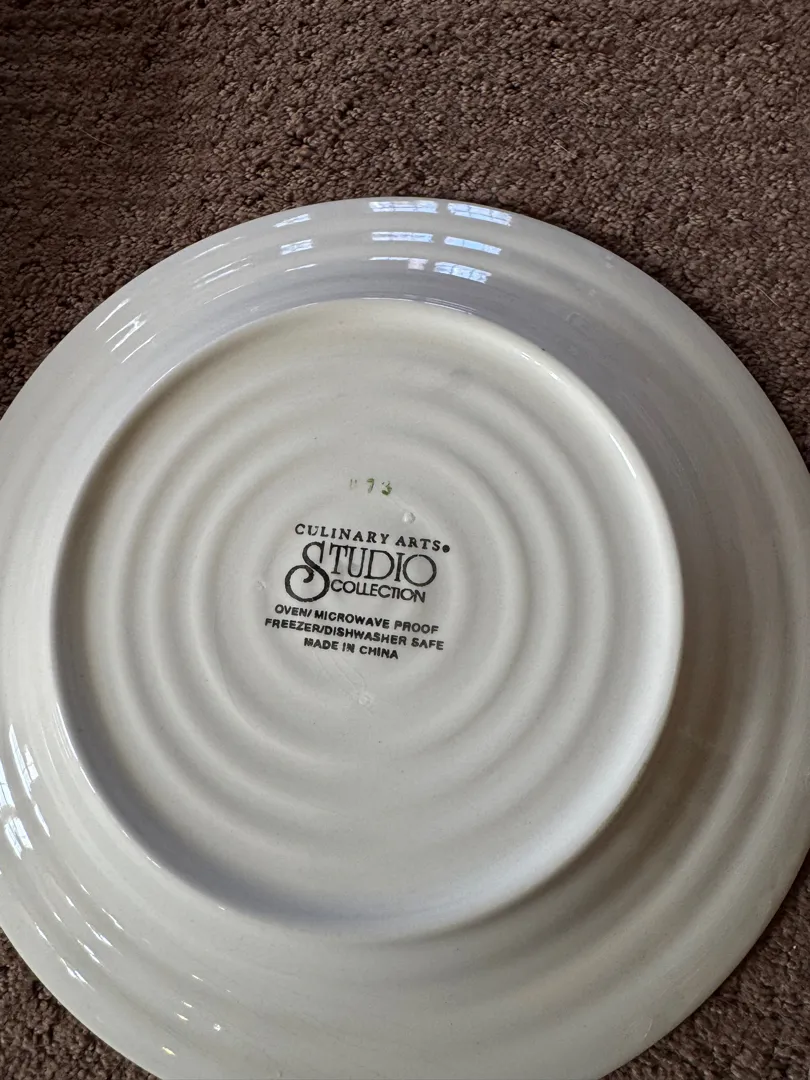 CULINARY ARTS®
STUDIO
COLLECTION
OVEN/MICROWAVE PROOF
FREEZER/DISHWASHER SAFE
MADE IN CHINA